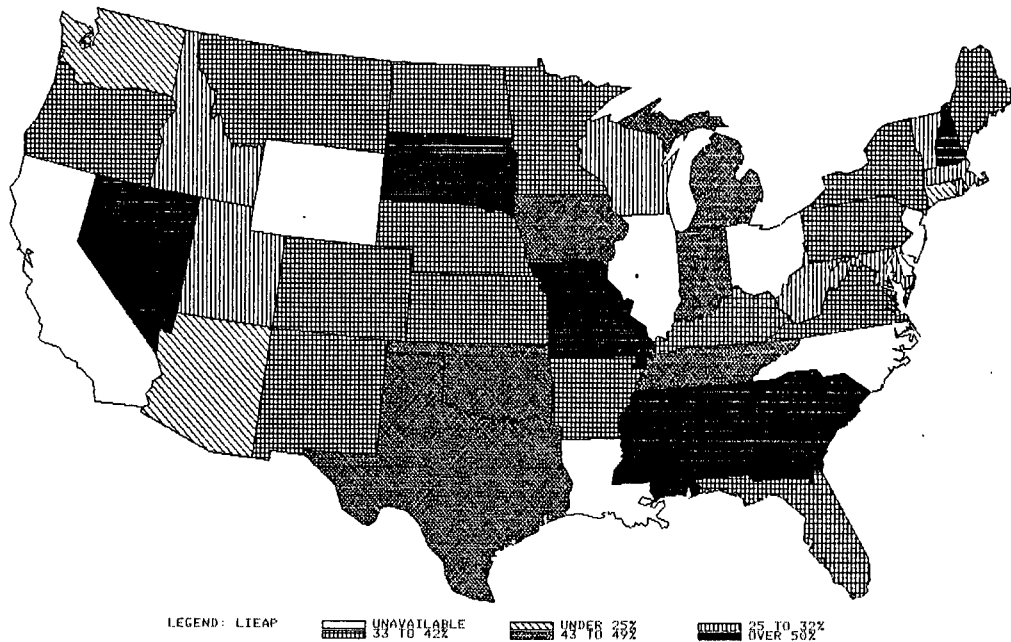 LEGEND: LIEAP UNAVAILABLE UNDER 25% 25 TO 32%
33 TO 42% 43 TO 49% OVER 50%